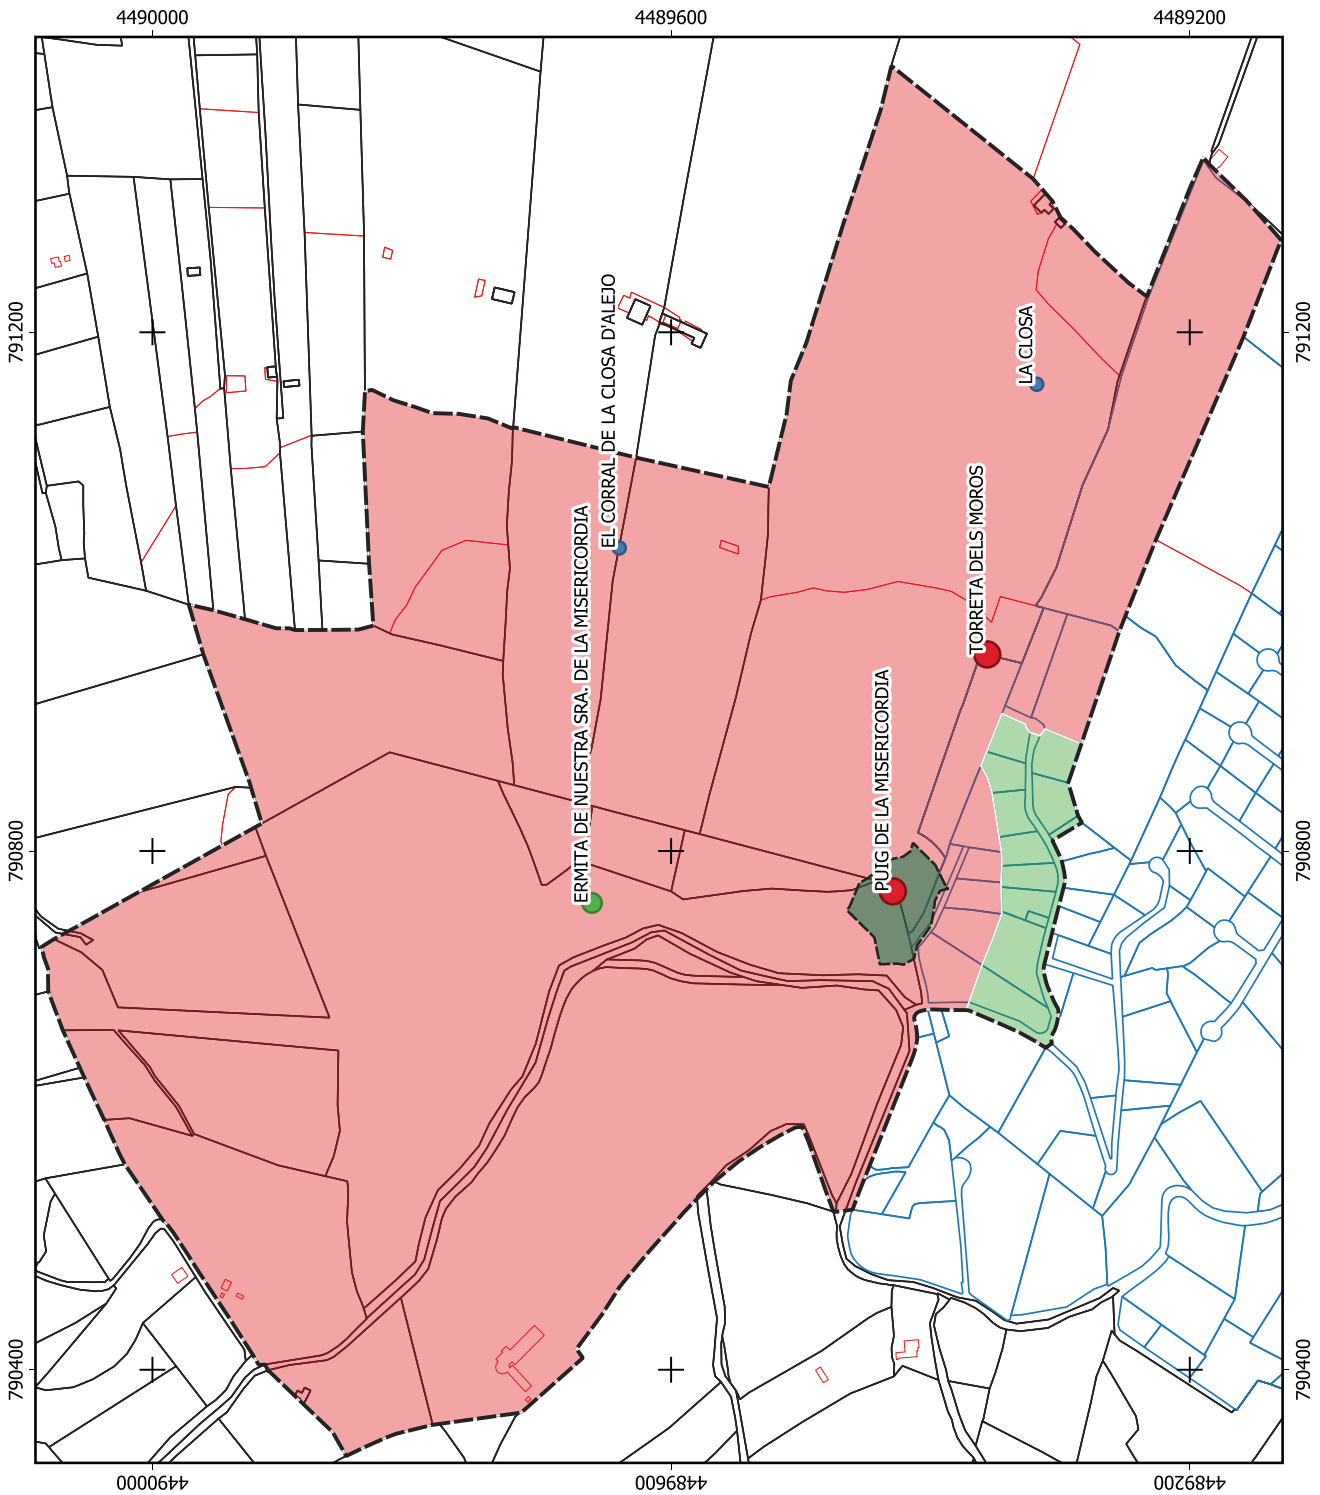 4490000
4489600
4489200
791200
791200
EL CORRAL DE LA CLOSA D'ALEJO
LA CLOSA
ERMITA DE NUESTRA SRA. DE LA MISERICORDIA
TORRETA DELS MOROS
PUIG DE LA MISERICORDIA
790800
790800
790400
790400
4490000
4489600
4489200